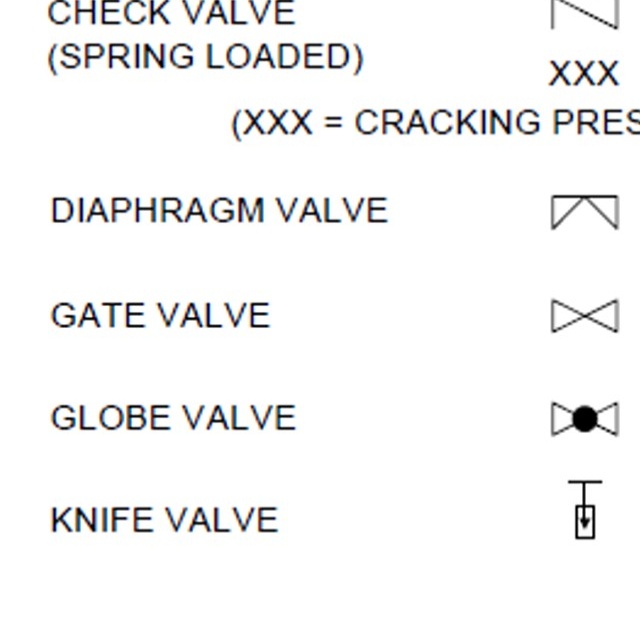 CHECK VALVE
(SPRING LOADED)
XXX
(XXX = CRACKING PRES
DIAPHRAGM VALVE
GATE VALVE
GLOBE VALVE
KNIFE VALVE